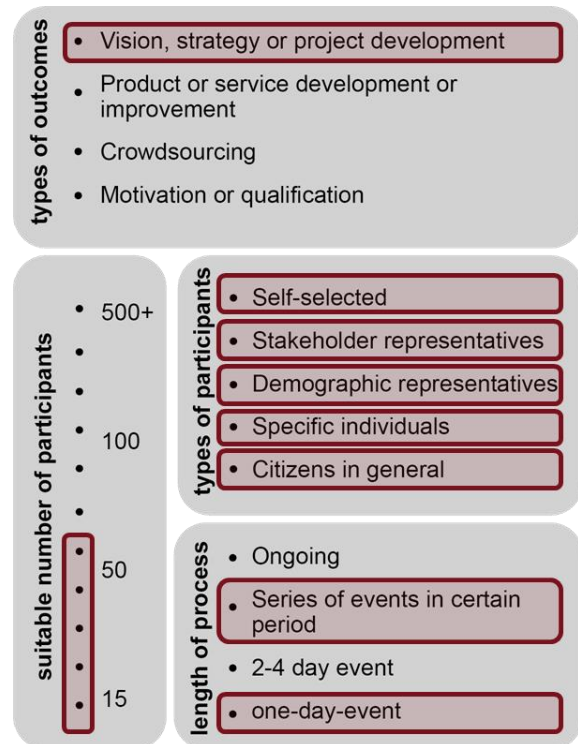 types of outcomes
• Vision, strategy or project development
• Product or service development or
improvement
• Crowdsourcing
• Motivation or qualification
suitable number of participants
500+
100
50
15
types of participants
• Self-selected
• Stakeholder representatives
• Demographic representatives
• Specific individuals
• Citizens in general
length of process
• Ongoing
• Series of events in certain
period
• 2-4 day event
• one-day-event